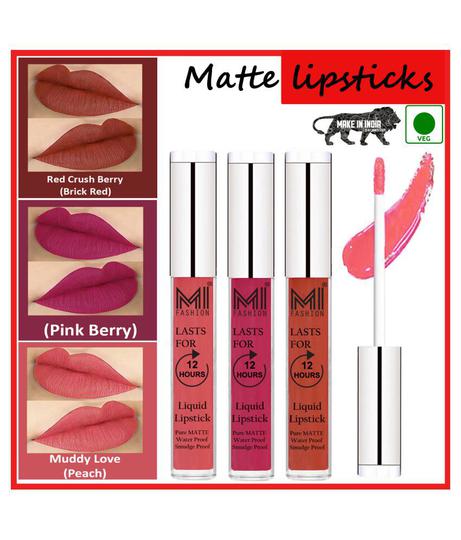 Matte lipsticks
MAKE IN INDIA
VEG
Red Crush Berry
(Brick Red)
(Pink Berry)
Muddy Love
(Peach)
MI
FASHION
LASTS
FOR
12
HOURS
Liquid
Lipstick
Pure MATTE
Water Proof
Smudge Proof
MI
FASHION
LASTS
FOR
12
HOURS
Liquid
Lipstick
Pure MATTE
Water Proof
Smudge Proof
MI
FASHION
LASTS
FOR
12
HOURS
Liquid
Lipstick
Pure MATTE
Water Proof
Smudge Proof